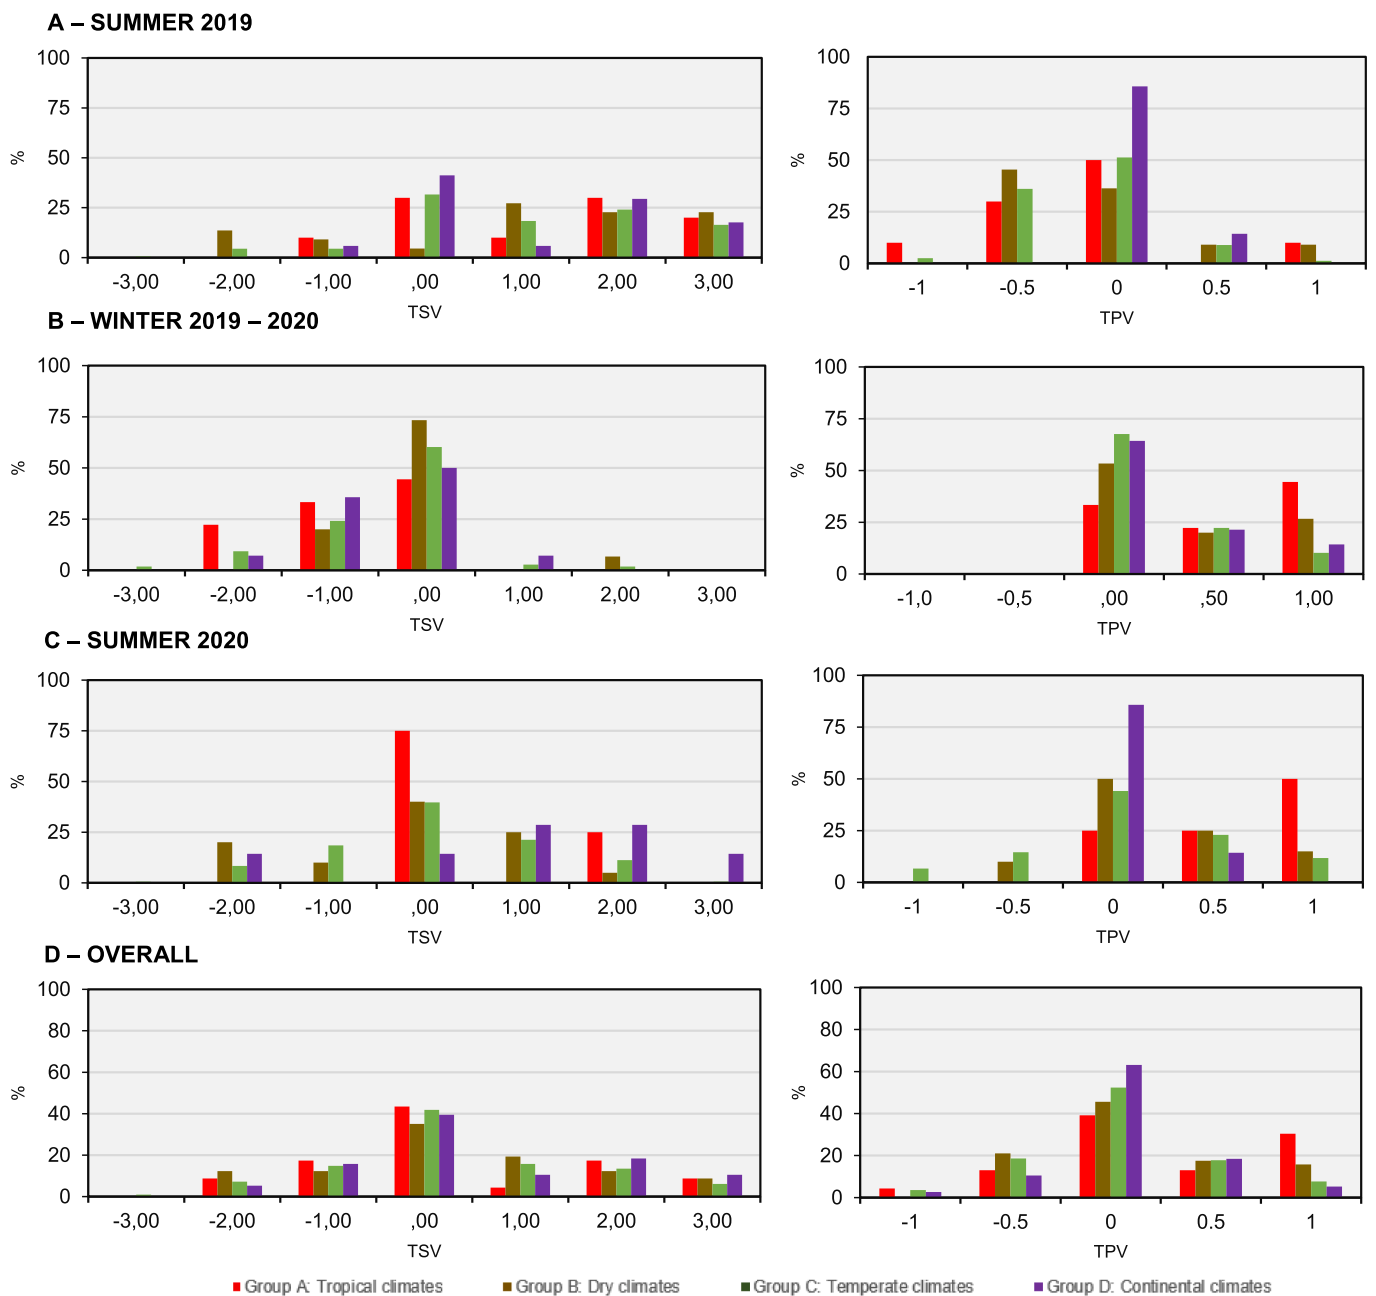 A – SUMMER 2019
100
75
50
25
0
%
-3,00 -2,00 -1,00 ,00 1,00 2,00 3,00
TSV
100
75
50
25
0
%
-1 -0.5 0 0.5 1
TPV
B – WINTER 2019 – 2020
100
75
50
25
0
%
-3,00 -2,00 -1,00 ,00 1,00 2,00 3,00
TSV
100
75
50
25
0
%
-1,0 -0,5 ,00 ,50 1,00
TPV
C – SUMMER 2020
100
75
50
25
0
%
-3,00 -2,00 -1,00 ,00 1,00 2,00 3,00
TSV
100
75
50
25
0
%
-1 -0.5 0 0.5 1
TPV
D – OVERALL
100
80
60
40
20
0
%
-3,00 -2,00 -1,00 ,00 1,00 2,00 3,00
TSV
100
80
60
40
20
0
%
-1 -0.5 0 0.5 1
TPV
Group A: Tropical climates Group B: Dry climates Group C: Temperate climates Group D: Continental climates